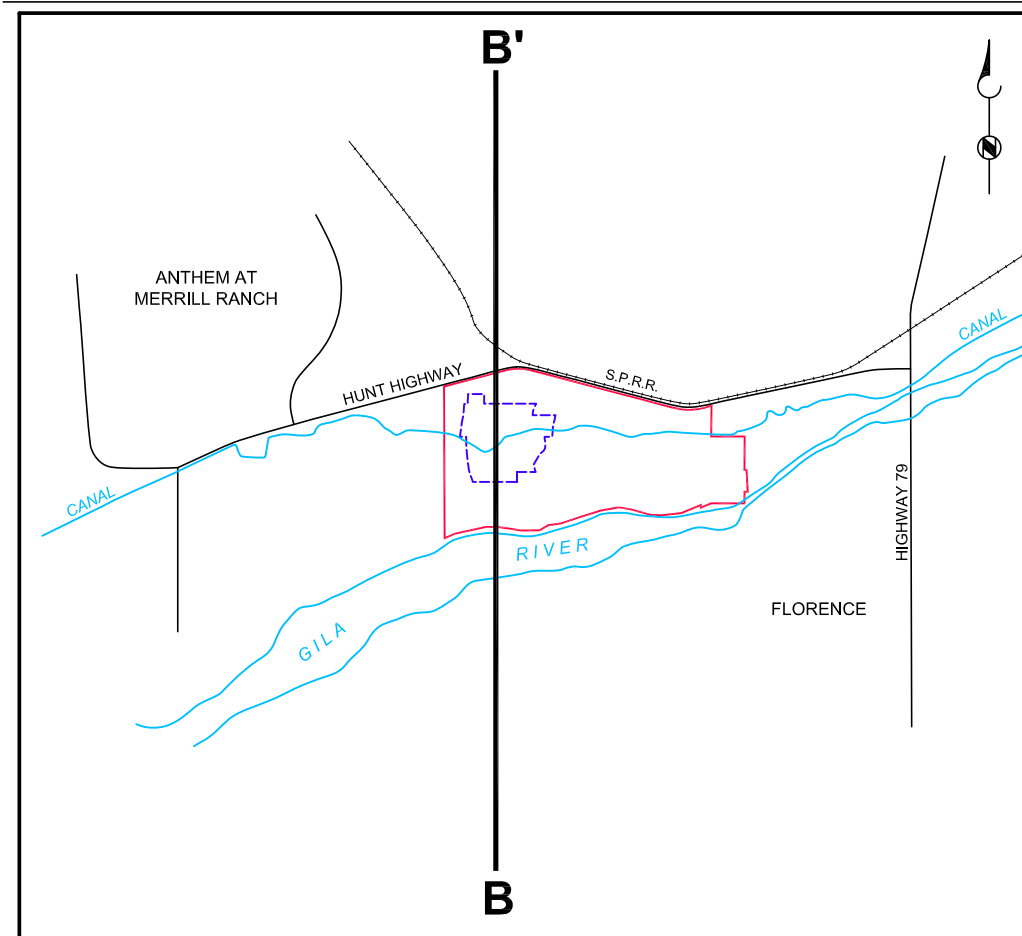 B'
N
ANTHEM AT
MERRILL RANCH
CANAL
HUNT HIGHWAY
S.P.R.R.
CANAL
HIGHWAY 79
RIVER
GILA
FLORENCE
B